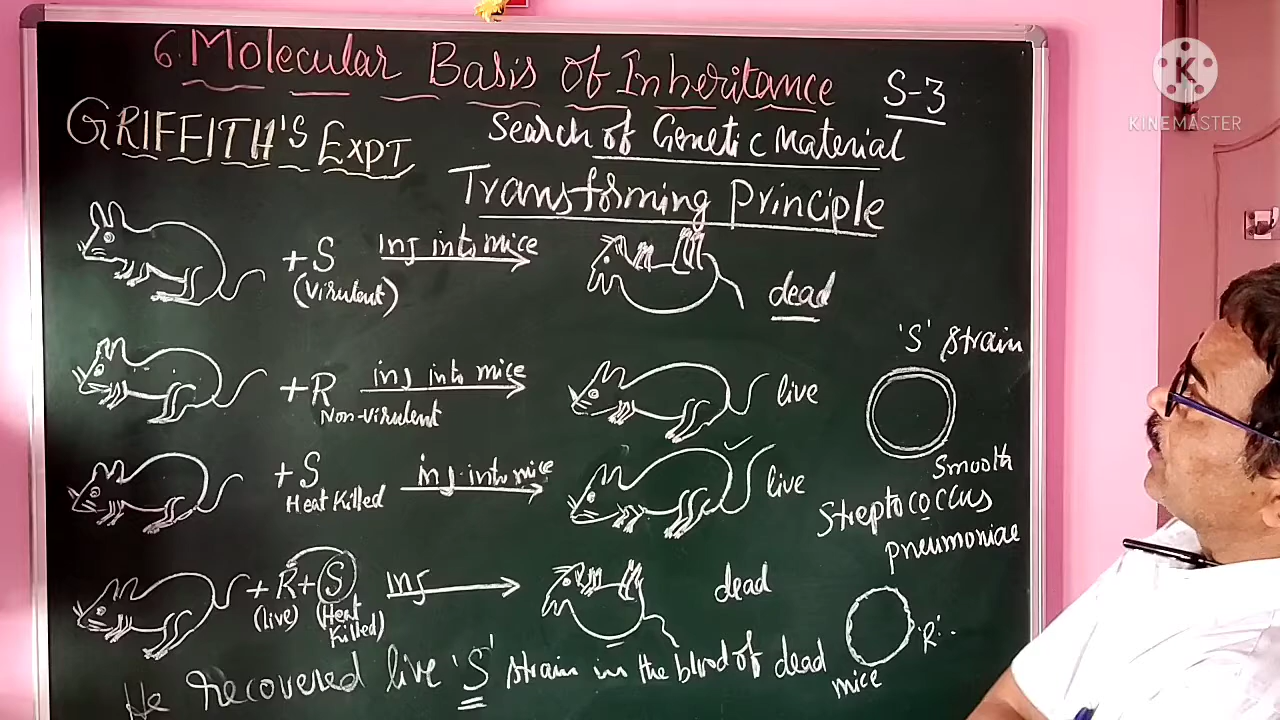 6. Molecular Basis of Inheritance
S-3
K
KINEMASTER
GRIFFITH'S EXPT
Search of Genetic Material
Transforming Principle
+ S inj into mice
(Virulent)
dead
'S' strain
+ R inj into mice
Non-virulent
live
Smooth
+ S inj. into mice
Heat Killed
live
Streptococcus
pneumoniae
+ R + S inj
(live) (Heat
Killed)
dead
'R'
He recovered live 'S' strain in the blood of dead
mice